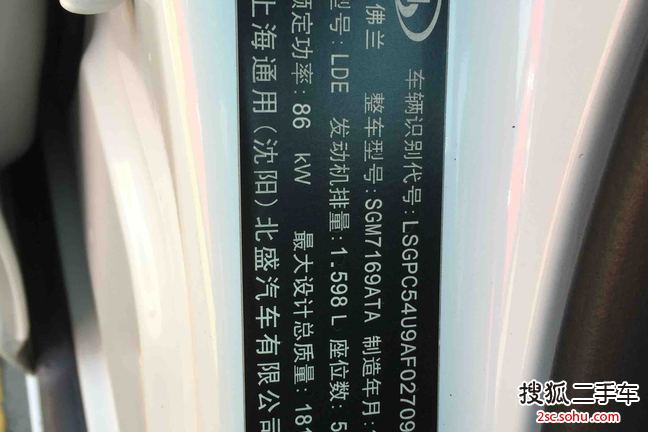 车辆识别代号:LSGPC54U9AF02709
佛兰 整车型号:SGM7169ATA 制造年月:
型号:LDE 发动机排量:1.598L 座位数:5
额定功率:86 kW 最大设计总质量:181
上海通用(沈阳)北盛汽车有限公司
搜狐二手车
2sc.sohu.com